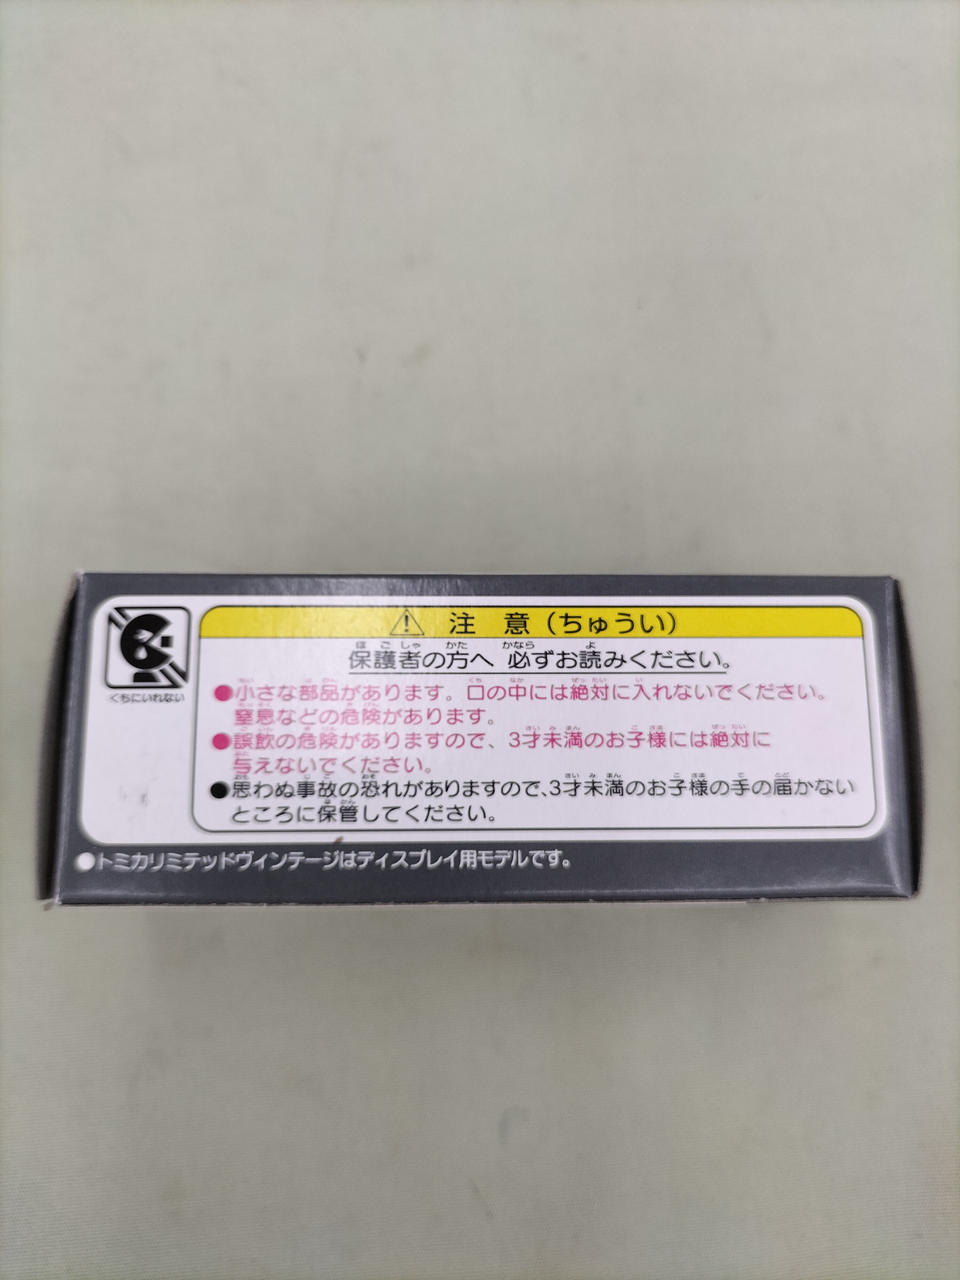 くちにいれない
注 意 (ちゅうい)
保護者の方へ 必ずお読みください。
●小さな部品があります。口の中には絶対に入れないでください。
窒息などの危険があります。
●誤飲の危険がありますので、3才未満のお子様には絶対に
与えないでください。
●思わぬ事故の恐れがありますので、3才未満のお子様の手の届かない
ところに保管してください。
●トミカリミテッドヴィンテージはディスプレイ用モデルです。